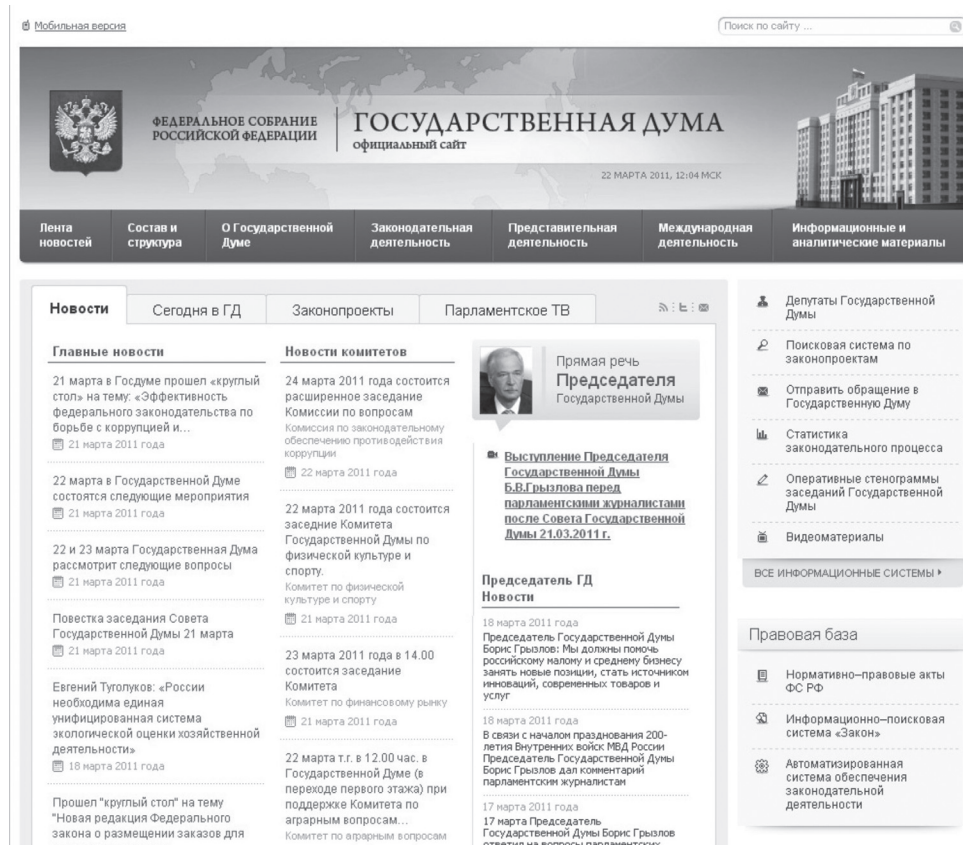 Мобильная версия
Поиск по сайту ...
ФЕДЕРАЛЬНОЕ СОБРАНИЕ
РОССИЙСКОЙ ФЕДЕРАЦИИ
ГОСУДАРСТВЕННАЯ ДУМА
официальный сайт
22 МАРТА 2011, 12:04 МСК
Лента
новостей
Состав и
структура
О Государственной
Думе
Законодательная
деятельность
Представительная
деятельность
Международная
деятельность
Информационные и
аналитические материалы
Новости
Сегодня в ГД
Законопроекты
Парламентское ТВ
Главные новости
21 марта в Госдуме прошел «круглый
стол» на тему: «Эффективность
федерального законодательства по
борьбе с коррупцией и...
21 марта 2011 года
22 марта в Государственной Думе
состоятся следующие мероприятия
21 марта 2011 года
22 и 23 марта Государственная Дума
рассмотрит следующие вопросы
21 марта 2011 года
Повестка заседания Совета
Государственной Думы 21 марта
21 марта 2011 года
Евгений Туголуков: «России
необходима единая
унифицированная система
экологической оценки хозяйственной
деятельности»
18 марта 2011 года
Прошел "круглый стол" на тему
"Новая редакция Федерального
закона о размещении заказов для
Новости комитетов
24 марта 2011 года состоится
расширенное заседание
Комиссии по вопросам
Комиссия по законодательному
обеспечению противодействия
коррупции
22 марта 2011 года
22 марта 2011 года состоится
заседние Комитета
Государственной Думы по
физической культуре и
спорту.
Комитет по физической
культуре и спорту
21 марта 2011 года
23 марта 2011 года в 14.00
состоится заседание
Комитета
Комитет по финансовому рынку
21 марта 2011 года
22 марта т.г. в 12.00 час. в
Государственной Думе (в
переходе первого этажа) при
поддержке Комитета по
аграрным вопросам...
Комитет по аграрным вопросам
Прямая речь
Председателя
Государственной Думы
Выступление Председателя
Государственной Думы
Б.В.Грызлова перед
парламентскими журналистами
после Совета Государственной
Думы 21.03.2011 г.
Председатель ГД
Новости
18 марта 2011 года
Председатель Государственной Думы
Борис Грызлов: Мы должны помочь
российскому малому и среднему бизнесу
занять новые позиции, стать источником
инноваций, современных товаров и
услуг
18 марта 2011 года
В связи с началом празднования 200-
летия Внутренних войск МВД России
Председатель Государственной Думы
Борис Грызлов дал комментарий
парламентским журналистам
17 марта 2011 года
17 марта Председатель
Государственной Думы Борис Грызлов
ответил на вопросы парламентских
Депутаты Государственной
Думы
Поисковая система по
законопроектам
Отправить обращение в
Государственную Думу
Статистика
законодательного процесса
Оперативные стенограммы
заседаний Государственной
Думы
Видеоматериалы
ВСЕ ИНФОРМАЦИОННЫЕ СИСТЕМЫ
Правовая база
Нормативно–правовые акты
ФС РФ
Информационно–поисковая
система «Закон»
Автоматизированная
система обеспечения
законодательной
деятельности